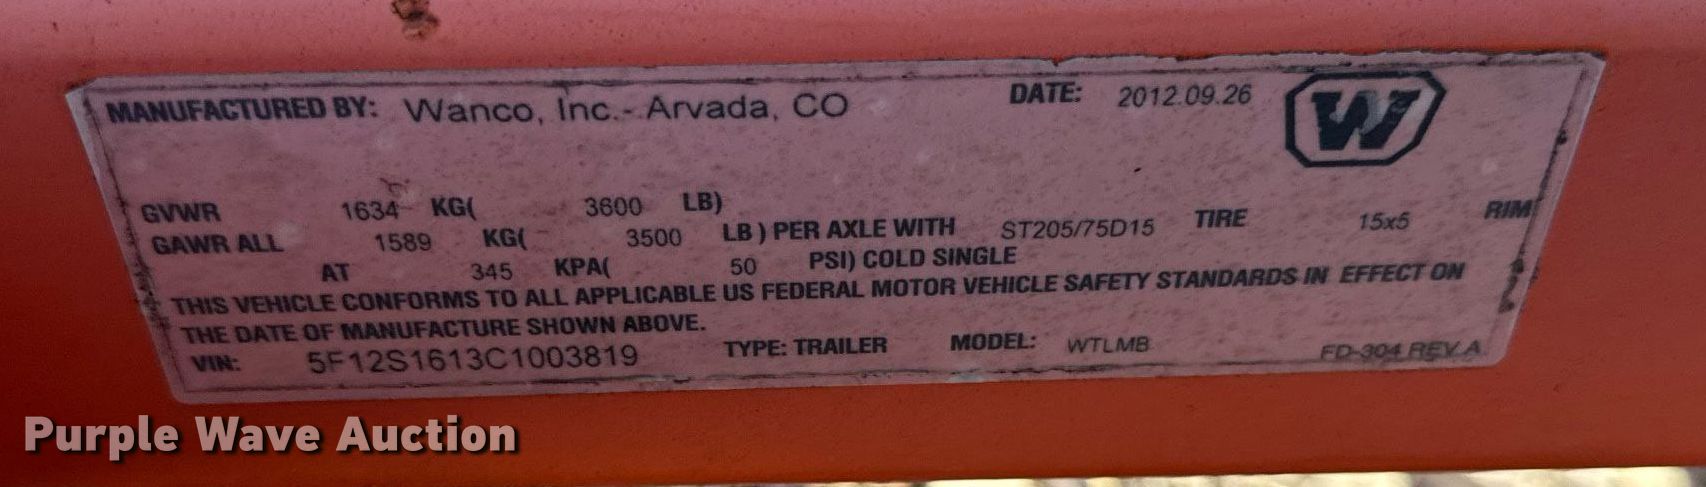 MANUFACTURED BY: Wanco, Inc.- Arvada, CO DATE: 2012.09.26 W
GVWR 1634 KG( 3600 LB)
GAWR ALL 1589 KG( 3500 LB ) PER AXLE WITH ST205/75D15 TIRE 15x5 RIM
AT 345 KPA( 50 PSI) COLD SINGLE
THIS VEHICLE CONFORMS TO ALL APPLICABLE US FEDERAL MOTOR VEHICLE SAFETY STANDARDS IN EFFECT ON
THE DATE OF MANUFACTURE SHOWN ABOVE.
VIN: 5F12S1613C1003819 TYPE: TRAILER MODEL: WTLMB FD-304 REV A
Purple Wave Auction